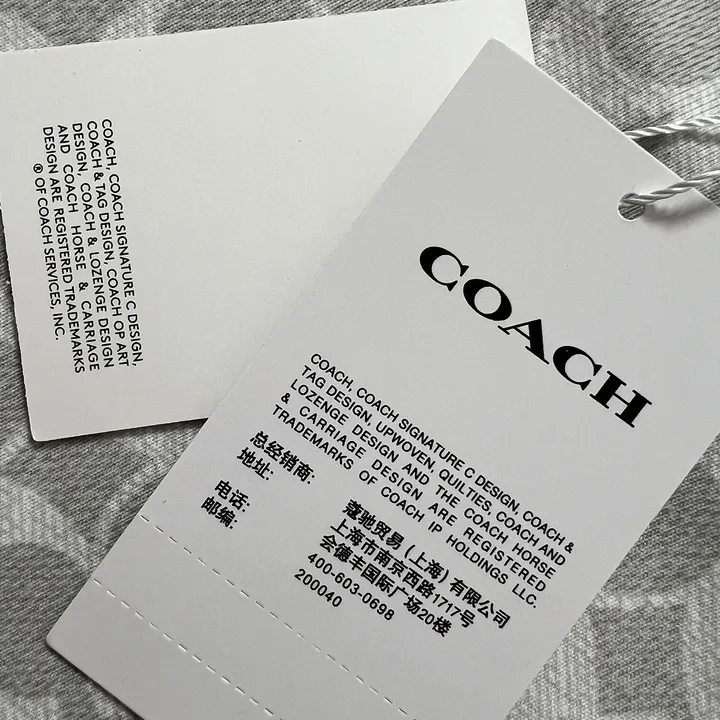 COACH, COACH SIGNATURE C DESIGN,
COACH & TAG DESIGN, COACH OP ART
DESIGN, COACH & LOZENGE DESIGN
AND COACH HORSE & CARRIAGE
DESIGN ARE REGISTERED TRADEMARKS
® OF COACH SERVICES, INC.
COACH
COACH, COACH SIGNATURE C DESIGN, COACH &
TAG DESIGN, UPWOVEN, QUILTIES, COACH AND
LOZENGE DESIGN AND THE COACH HORSE
& CARRIAGE DESIGN ARE REGISTERED
TRADEMARKS OF COACH IP HOLDINGS LLC.
总经销商: 蔻驰贸易 (上海) 有限公司
地址: 上海市南京西路1717号
会德丰国际广场20楼
电话: 400-603-0698
邮编: 200040